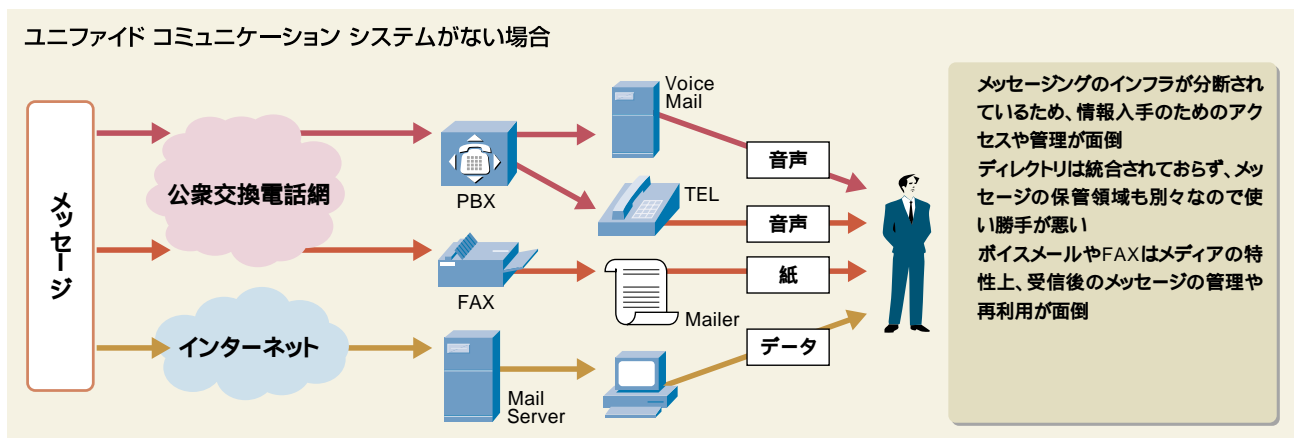 ユニファイド コミュニケーション システムがない場合
メッセージ
公衆交換電話網
インターネット
PBX
FAX
Mail
Server
Voice
Mail
TEL
Mailer
音声
音声
紙
データ
メッセージングのインフラが分断され
ているため、情報入手のためのアク
セスや管理が面倒
ディレクトリは統合されておらず、メッ
セージの保管領域も別々なので使
い勝手が悪い
ボイスメールやFAXはメディアの特
性上、受信後のメッセージの管理や
再利用が面倒